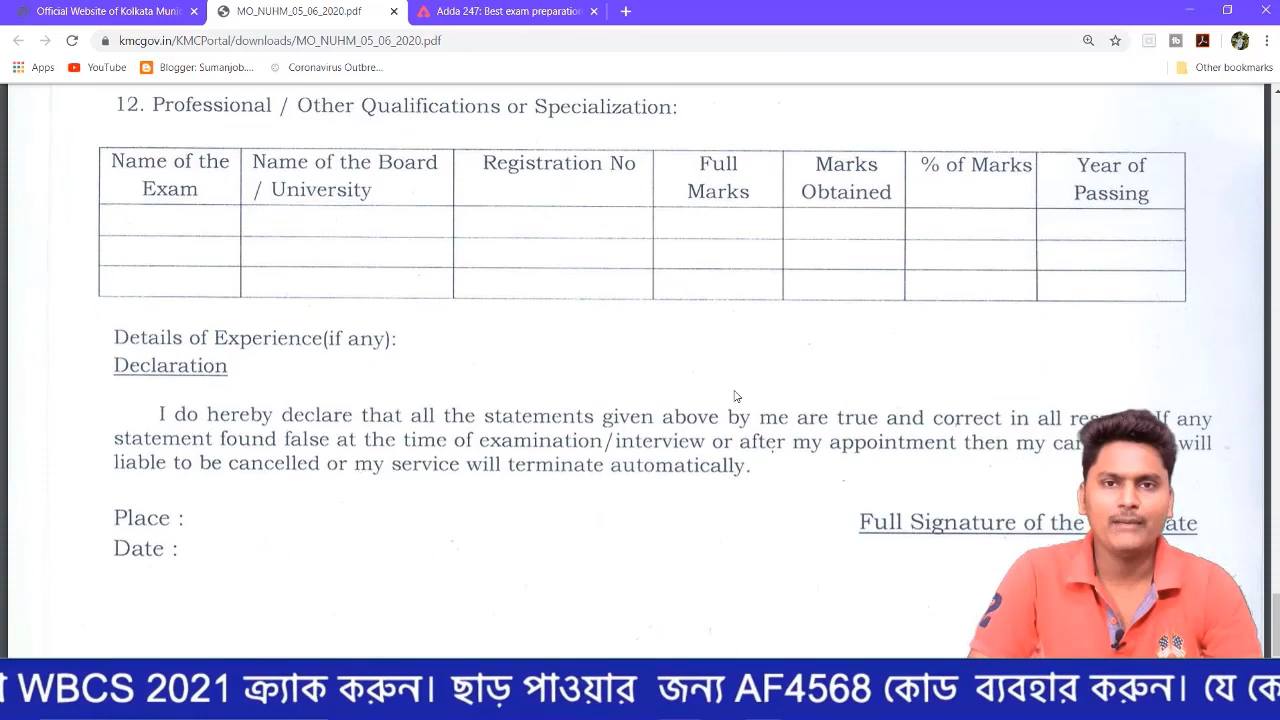 Official Website of Kolkata Munic
MO_NUHM_05_06_2020.pdf
Adda 247: Best exam preparation
kmcgov.in/KMCPortal/downloads/MO_NUHM_05_06_2020.pdf
Apps
YouTube
Blogger: Sumanjob....
Coronavirus Outbre...
Other bookmarks
12. Professional / Other Qualifications or Specialization:
Name of the Exam
Name of the Board / University
Registration No
Full Marks
Marks Obtained
% of Marks
Year of Passing
Details of Experience(if any):
Declaration
I do hereby declare that all the statements given above by me are true and correct in all If any
statement found false at the time of examination/interview or after my appointment then my will
liable to be cancelled or my service will terminate automatically.
Place :
Full Signature of the
Date :
WBCS 2021 ক্র্যাক করুন। ছাড় পাওয়ার জন্য AF4568 কোড ব্যবহার করুন। যে